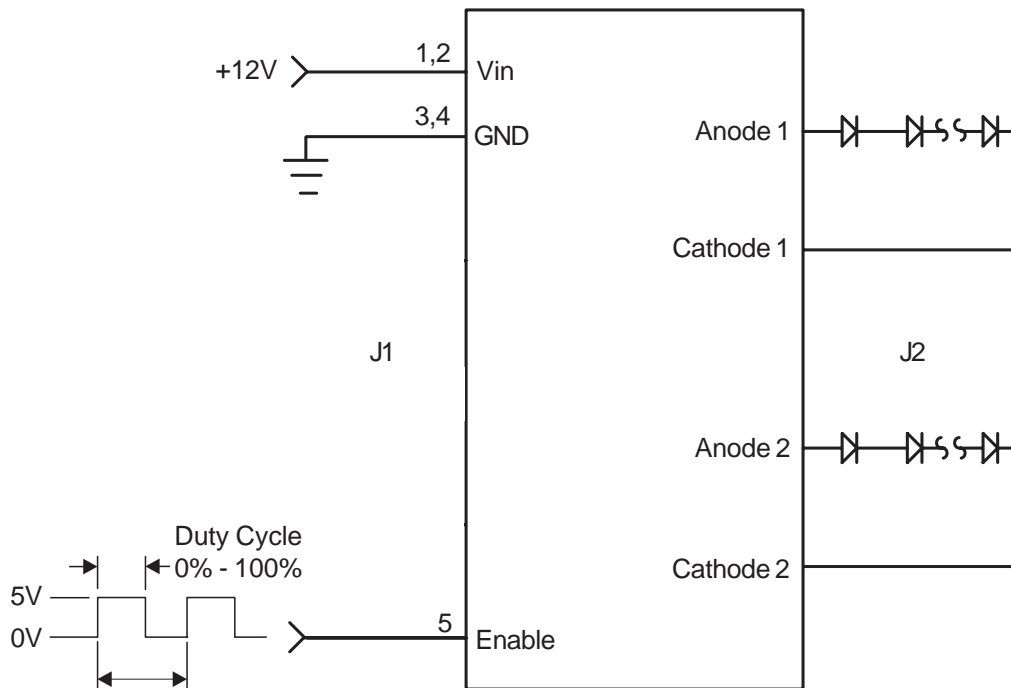 +12V
1,2
Vin
3,4
GND
Anode 1
Cathode 1
J1
J2
Anode 2
Cathode 2
Duty Cycle
0% - 100%
5V
0V
5
Enable